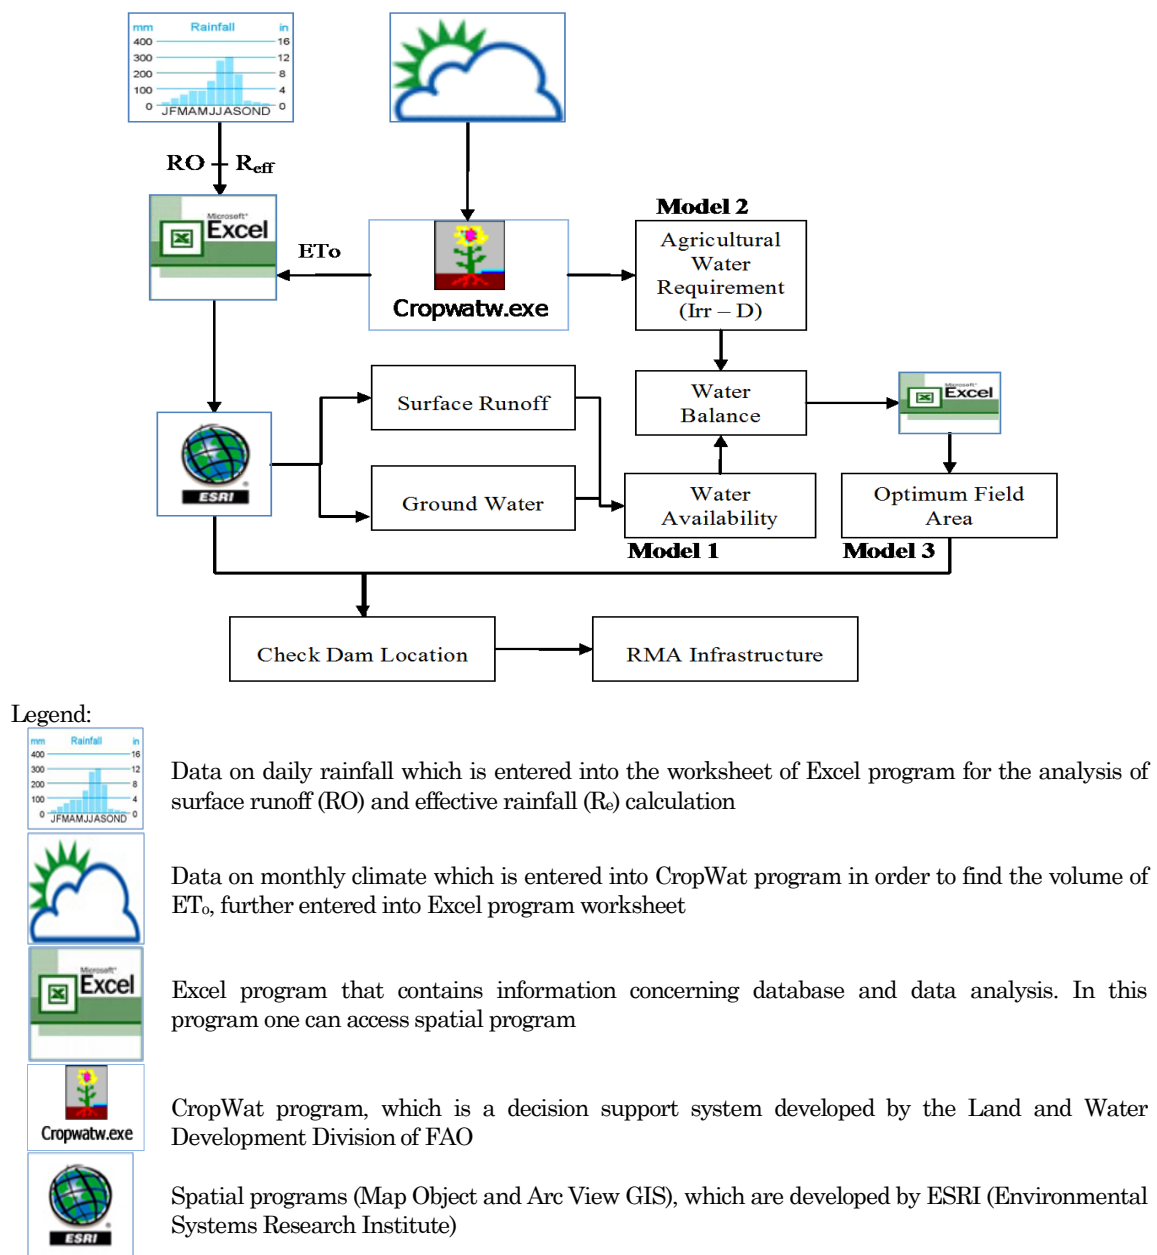 mm Rainfall in
400 16
300 12
200 8
100 4
0 0
JFMAMJJASOND
RO R_eff
Microsoft®
Excel
ETo
Cropwatw.exe
Model 2
Agricultural
Water
Requirement
(Irr – D)
Surface Runoff
Water
Balance
Microsoft®
Excel
ESRI
Ground Water
Water
Availability
Optimum Field
Area
Model 1
Model 3
Check Dam Location
RMA Infrastructure
Legend:
mm Rainfall in
400 16
300 12
200 8
100 4
0 0
JFMAMJJASOND
Data on daily rainfall which is entered into the worksheet of Excel program for the analysis of
surface runoff (RO) and effective rainfall (Re) calculation
Data on monthly climate which is entered into CropWat program in order to find the volume of
ETo, further entered into Excel program worksheet
Microsoft®
Excel
Excel program that contains information concerning database and data analysis. In this
program one can access spatial program
Cropwatw.exe
CropWat program, which is a decision support system developed by the Land and Water
Development Division of FAO
ESRI
Spatial programs (Map Object and Arc View GIS), which are developed by ESRI (Environmental
Systems Research Institute)